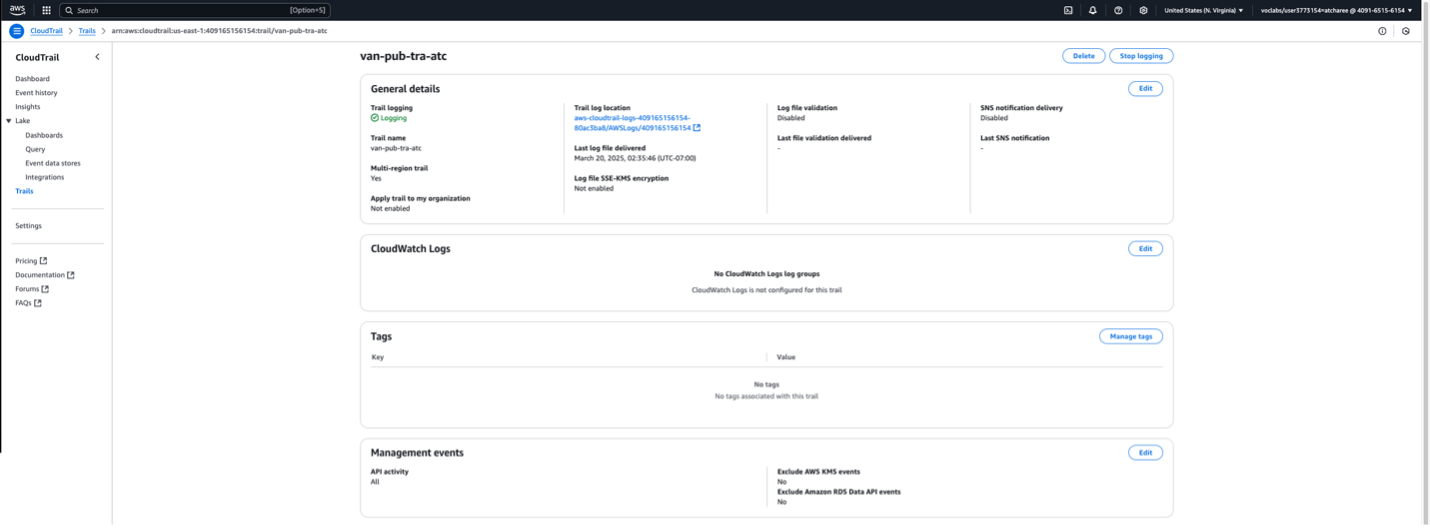 aws
Search
[Option+S]
United States (N. Virginia)
voclabs/user3773154=atcharee @ 4091-6515-6154
CloudTrail
Trails
arn:aws:cloudtrail:us-east-1:409165156154:trail/van-pub-tra-atc
CloudTrail
Dashboard
Event history
Insights
Lake
Dashboards
Query
Event data stores
Integrations
Trails
Settings
Pricing
Documentation
Forums
FAQs
van-pub-tra-atc
Delete
Stop logging
General details
Edit
Trail logging
Logging
Trail name
van-pub-tra-atc
Multi-region trail
Yes
Apply trail to my organization
Not enabled
Trail log location
aws-cloudtrail-logs-409165156154-
80ac3ba8/AWSLogs/409165156154
Last log file delivered
March 20, 2025, 02:35:46 (UTC-07:00)
Log file SSE-KMS encryption
Not enabled
Log file validation
Disabled
Last file validation delivered
-
SNS notification delivery
Disabled
Last SNS notification
-
CloudWatch Logs
Edit
No CloudWatch Logs log groups
CloudWatch Logs is not configured for this trail
Tags
Manage tags
Key
Value
No tags
No tags associated with this trail
Management events
Edit
API activity
All
Exclude AWS KMS events
No
Exclude Amazon RDS Data API events
No